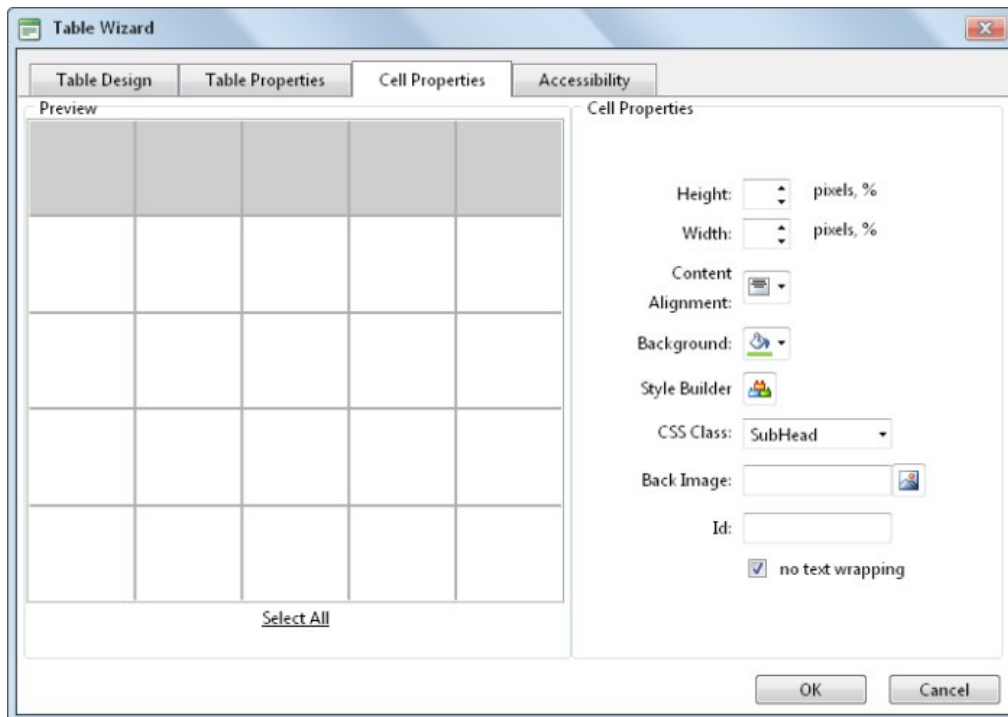 Table Wizard
Table Design
Table Properties
Cell Properties
Accessibility
Preview
Select All
Cell Properties
Height:
pixels, %
Width:
pixels, %
Content
Alignment:
Background:
Style Builder
CSS Class:
SubHead
Back Image:
Id:
no text wrapping
OK
Cancel